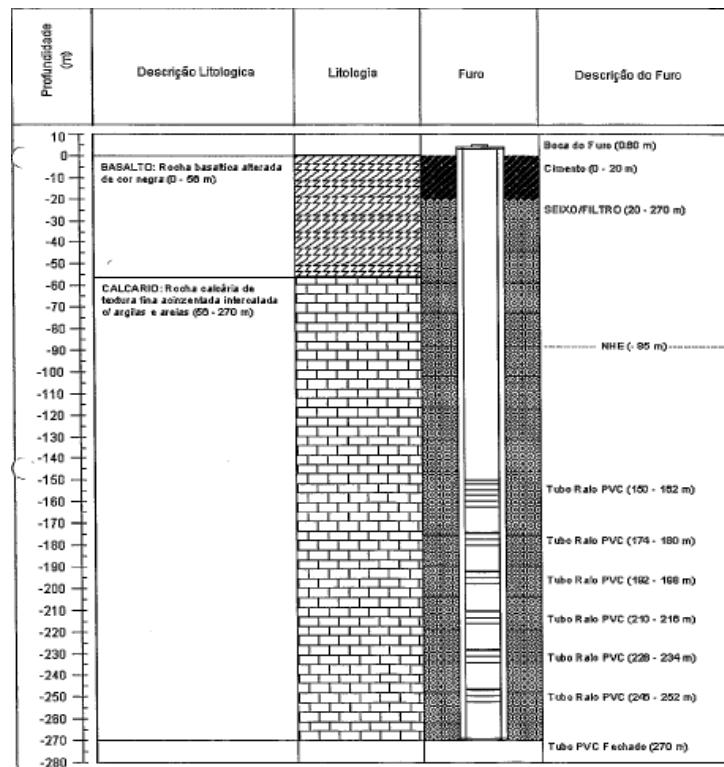 Profundidade
(m)
Descrição Litologica
Litologia
Furo
Descrição do Furo
10
0
-10
-20
-30
-40
-50
-60
-70
-80
-90
-100
-110
-120
-130
-140
-150
-160
-170
-180
-190
-200
-210
-220
-230
-240
-250
-260
-270
-280
BASALTO: Rocha basaltica alterada
de cor negra (0 - 56 m)
CALCARIO: Rocha calcária de
textura fina acinzentada intercalada
c/ argilas e areias (56 - 270 m)
Boca do Furo (0.80 m)
Cimento (0 - 20 m)
SEIXO/FILTRO (20 - 270 m)
NHE (- 85 m)
Tubo Ralo PVC (150 - 162 m)
Tubo Ralo PVC (174 - 180 m)
Tubo Ralo PVC (192 - 198 m)
Tubo Ralo PVC (210 - 216 m)
Tubo Ralo PVC (228 - 234 m)
Tubo Ralo PVC (246 - 252 m)
Tubo PVC Fechado (270 m)